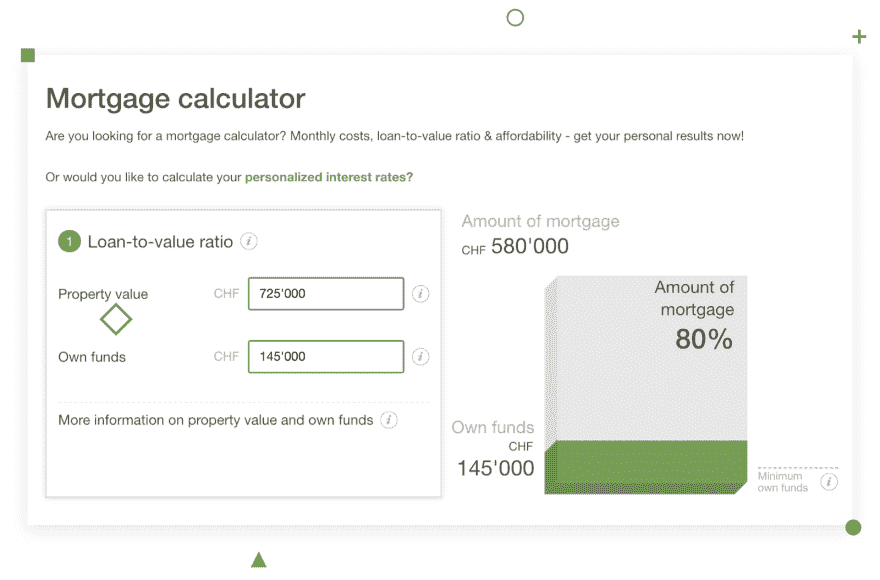 Mortgage calculator
Are you looking for a mortgage calculator? Monthly costs, loan-to-value ratio & affordability - get your personal results now!
Or would you like to calculate your personalized interest rates?
1 Loan-to-value ratio i
Property value CHF 725'000 i
Own funds CHF 145'000 i
More information on property value and own funds i
Amount of mortgage
CHF 580'000
Amount of
mortgage
80%
Own funds
CHF
145'000
Minimum
own funds i